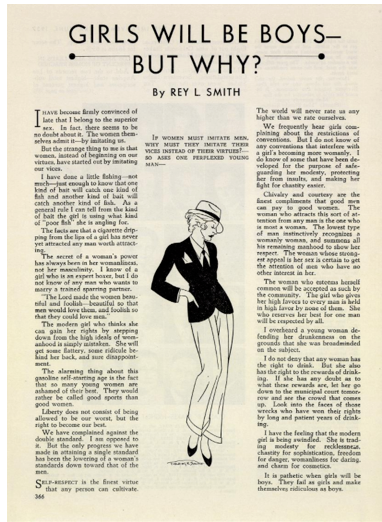 GIRLS WILL BE BOYS—
BUT WHY?
By REY L SMITH
I HAVE become firmly convinced of
late that I belong to the superior
sex. In fact, there seems to be
no doubt about it. The women them-
selves admit it—by imitating us.
But the strange thing to me is that
women, instead of beginning on our
virtues, have started out by imitating
our vices.
I have done a little fishing—not
much—just enough to know that one
kind of bait will catch one kind of
fish and another kind of bait will
catch another kind of fish. As a
general rule I can tell from the kind
of bait the girl is using what kind
of "poor fish" she is angling for.
The facts are that a cigarette drip-
ping from the lips of a girl has never
yet attracted any man worth attract-
ing.
The secret of a woman's power
has always been in her womanliness,
not her masculinity. I know of a
girl who is an expert boxer, but I do
not know of any man who wants to
marry a trained sparring partner.
"The Lord made the women beau-
tiful and foolish—beautiful so that
men would love them, and foolish so
that they could love men."
The modern girl who thinks she
can gain her rights by stepping
down from the high ideals of wom-
anhood is simply mistaken. She will
get some flattery, some ridicule be-
hind her back, and sure disappoint-
ment.
The alarming thing about this
gasoline self-starting age is the fact
that so many young women are
ashamed of their best. They would
rather be called good sports than
good women.
Liberty does not consist of being
allowed to be our worst, but the
right to become our best.
We have complained against the
double standard. I am opposed to
it. But the only progress we have
made in attaining a single standard
has been the lowering of a woman's
standards down toward that of the
men.
SELF-RESPECT is the finest virtue
that any person can cultivate.
366
IF WOMEN MUST IMITATE MEN,
WHY MUST THEY IMITATE THEIR
VICES INSTEAD OF THEIR VIRTUES?—
SO ASKS ONE PERPLEXED YOUNG
MAN—
The world will never rate us any
higher than we rate ourselves.
We frequently hear girls com-
plaining about the restrictions of
conventions. But I do not know of
any conventions that interfere with
a girl's becoming more womanly. I
do know of some that have been de-
veloped for the purpose of safe-
guarding her modesty, protecting
her from insults, and making her
fight for chastity easier.
Chivalry and courtesy are the
finest compliments that good men
can pay to good women. The
woman who attracts this sort of at-
tention from any man is the one who
is most a woman. The lowest type
of man instinctively recognizes a
womanly woman, and summons all
his remaining manhood to show her
respect. The woman whose strong-
est appeal is her sex is certain to get
the attention of men who have no
other interest in her.
The woman who esteems herself
common will be accepted as such by
the community. The girl who gives
her high favors to every man is held
in high favor by none of them. She
who reserves her best for one man
will be respected by all.
I overheard a young woman de-
fending her drunkenness on the
grounds that she was broadminded
on the subject.
I do not deny that any woman has
the right to drink. But she also
has the right to the rewards of drink-
ing. If she has any doubt as to
what these rewards are, let her go
down to the municipal court tomor-
row and see the crowd that comes
up. Look into the faces of those
wrecks who have won their rights
by long and patient years of drink-
ing.
I have the feeling that the modern
girl is being swindled. She is trad-
ing modesty for recklessness,
chastity for sophistication, freedom
for danger, womanliness for daring,
and charm for cosmetics.
It is pathetic when girls will be
boys. They fail as girls and make
themselves ridiculous as boys.